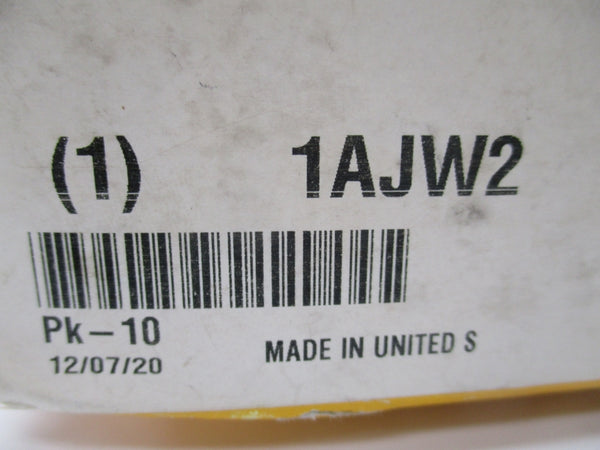 (1) 1AJW2
Pk-10
12/07/20 MADE IN UNITED S